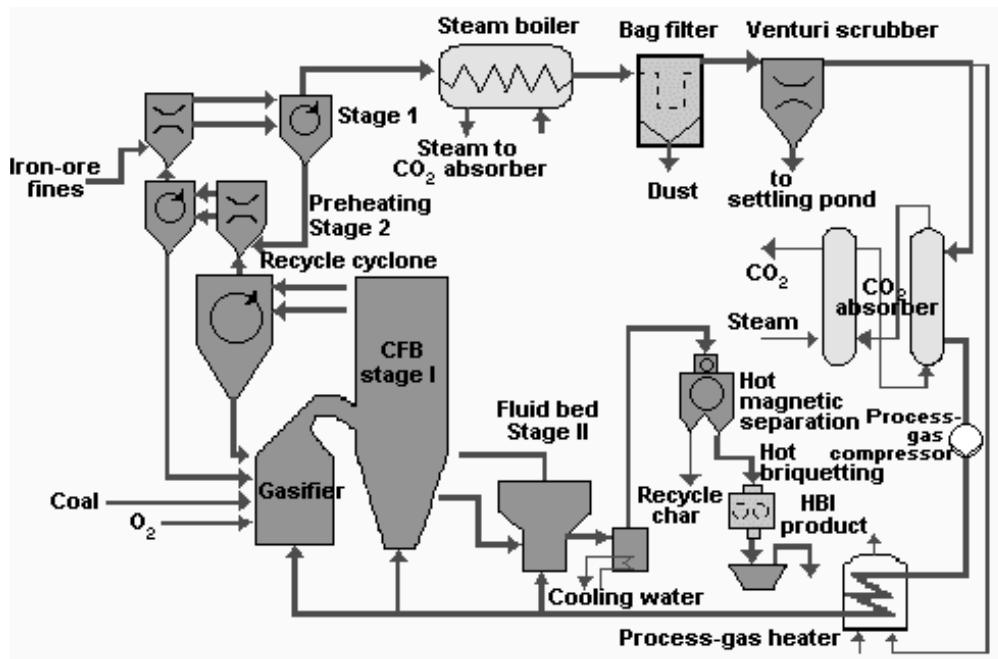 Steam boiler
Bag filter
Venturi scrubber
Stage 1
Steam to
CO₂ absorber
Iron-ore
fines
Dust
to
settling pond
Preheating
Stage 2
Recycle cyclone
CO₂
CO₂
absorber
Steam
CFB
stage I
Hot
magnetic
separation
Process-
gas
compressor
Fluid bed
Stage II
Hot
briquetting
Gasifier
Coal
O₂
Recycle
char
HBI
product
Cooling water
Process-gas heater